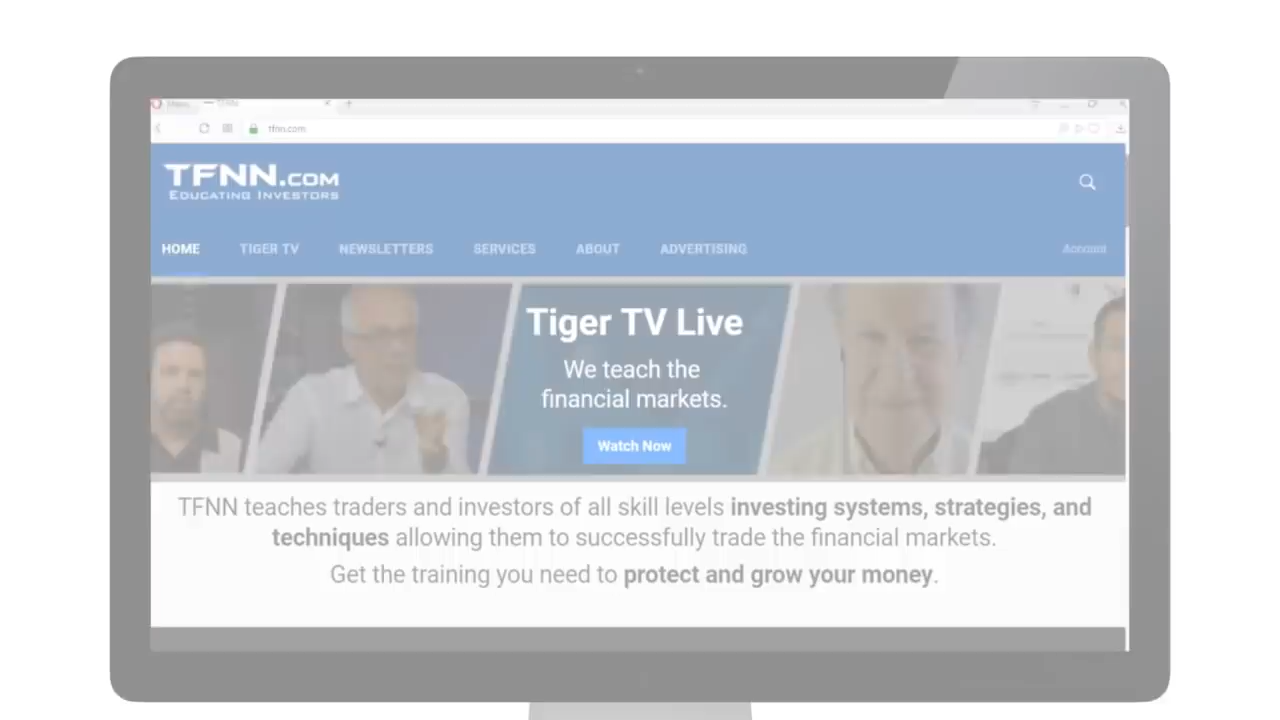 TFNN
tfnn.com
TFNN.COM
EDUCATING INVESTORS
HOME TIGER TV NEWSLETTERS SERVICES ABOUT ADVERTISING Account
Tiger TV Live
We teach the
financial markets.
Watch Now
TFNN teaches traders and investors of all skill levels investing systems, strategies, and
techniques allowing them to successfully trade the financial markets.
Get the training you need to protect and grow your money.